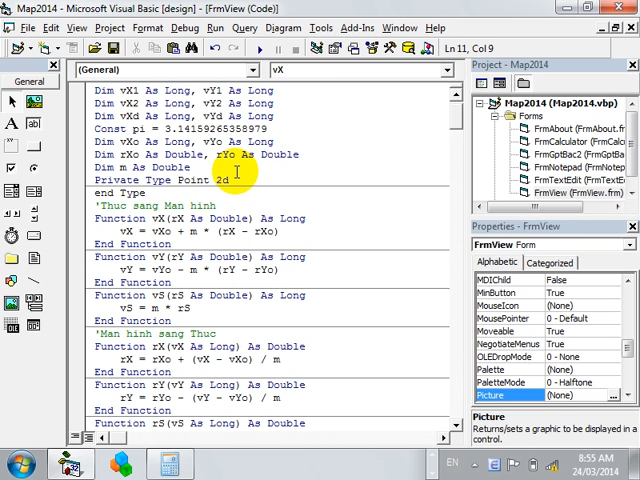 Map2014 - Microsoft Visual Basic [design] - [FrmView (Code)]
File Edit View Project Format Debug Run Query Diagram Tools Add-Ins Window Help
Ln 11, Col 9
General
(General)
vX
Dim vX1 As Long, vY1 As Long
Dim vX2 As Long, vY2 As Long
Dim vXd As Long, vYd As Long
Const pi = 3.14159265358979
Dim vXo As Long, vYo As Long
Dim rXo As Double, rYo As Double
Dim m As Double
Private Type Point 2d
end Type
'Thuc sang Man hinh
Function vX(rX As Double) As Long
vX = vXo + m * (rX - rXo)
End Function
Function vY(rY As Double) As Long
vY = vYo - m * (rY - rYo)
End Function
Function vS(rS As Double) As Long
vS = m * rS
End Function
'Man hinh sang Thuc
Function rX(vX As Long) As Double
rX = rXo + (vX - vXo) / m
End Function
Function rY(vY As Long) As Double
rY = rYo - (vY - vYo) / m
End Function
Function rS(vS As Long) As Double
Project - Map2014
Map2014 (Map2014.vbp)
Forms
FrmAbout (FrmAbout.
FrmCalculator (FrmCalc
FrmGptBac2 (FrmGptBa
FrmNotepad (FrmNotep
FrmTextEdit (FrmTextE
FrmView (FrmView.frm)
Properties - FrmView
FrmView Form
Alphabetic Categorized
MDIChild False
MinButton True
MouseIcon (None)
MousePointer 0 - Default
Moveable True
NegotiateMenus True
OLEDropMode 0 - None
Palette (None)
PaletteMode 0 - Halftone
Picture (None)
Picture
Returns/sets a graphic to be displayed in a
control.
EN
8:55 AM
24/03/2014